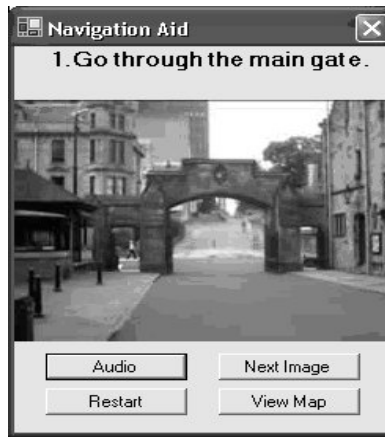 Navigation Aid
1. Go through the main gate.
Audio
Next Image
Restart
View Map